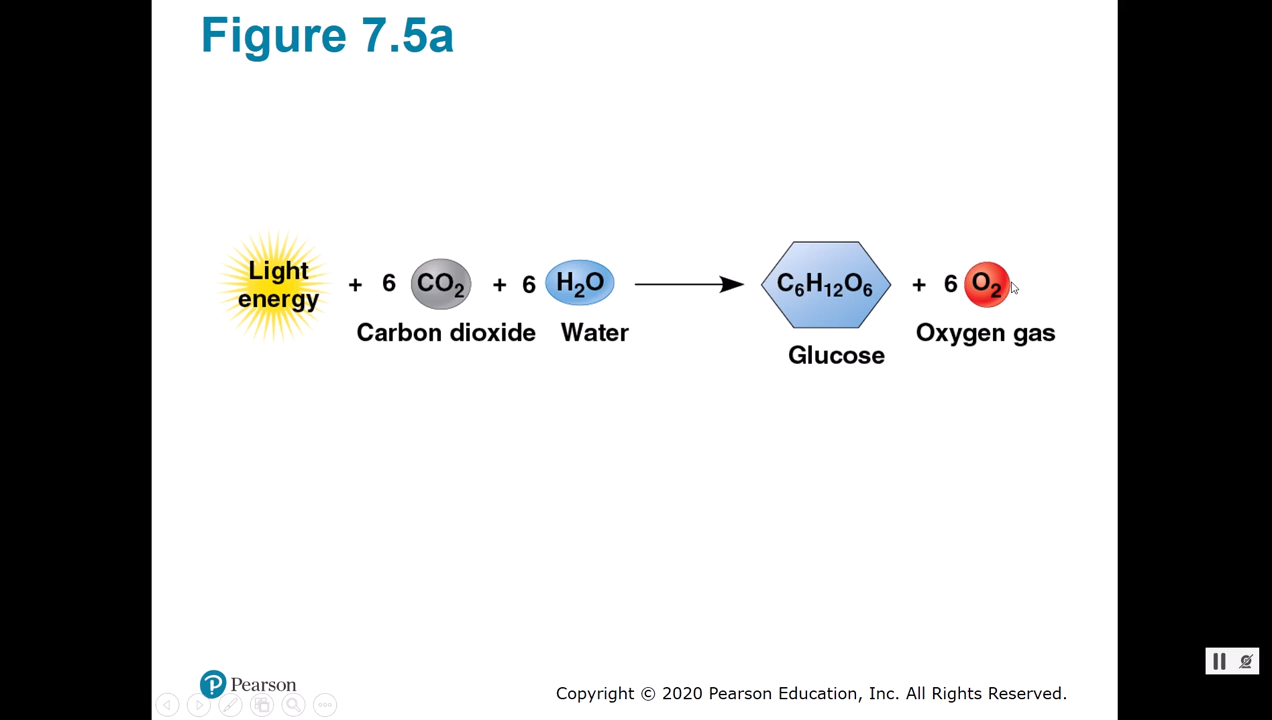 Figure 7.5a
Light
energy
+ 6 CO₂ + 6 H₂O C₆H₁₂O₆ + 6 O₂
Carbon dioxide Water Oxygen gas
Glucose
P Pearson
Copyright © 2020 Pearson Education, Inc. All Rights Reserved.